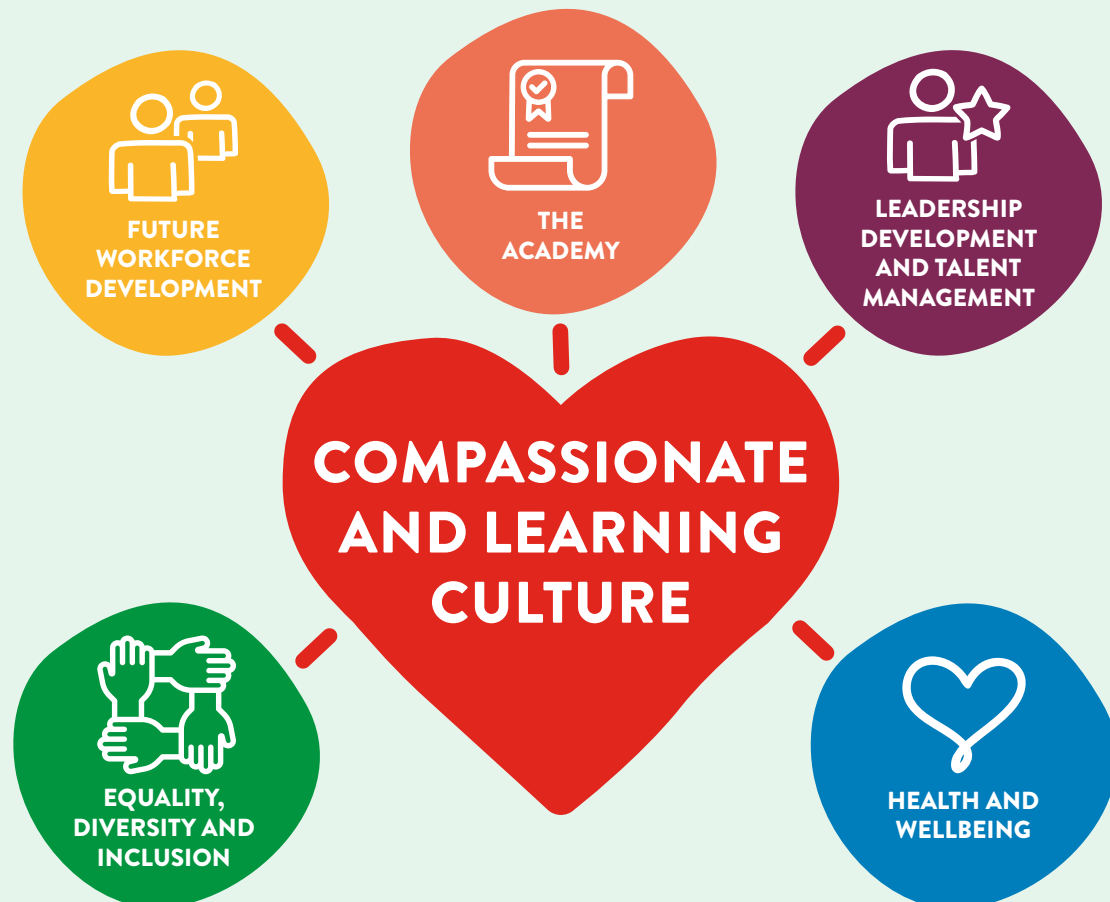 FUTURE
WORKFORCE
DEVELOPMENT
THE
ACADEMY
LEADERSHIP
DEVELOPMENT
AND TALENT
MANAGEMENT
COMPASSIONATE
AND LEARNING
CULTURE
EQUALITY,
DIVERSITY AND
INCLUSION
HEALTH AND
WELLBEING